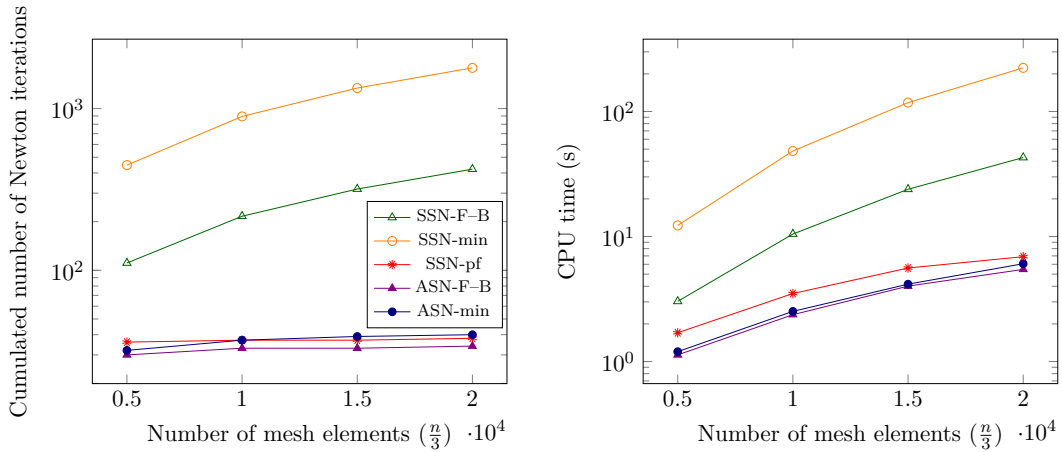 Cumulated number of Newton iterations
10^3
10^2
SSN-F–B
SSN-min
SSN-pf
ASN-F–B
ASN-min
0.5 1 1.5 2
Number of mesh elements (n/3) ·10^4
CPU time (s)
10^2
10^1
10^0
0.5 1 1.5 2
Number of mesh elements (n/3) ·10^4